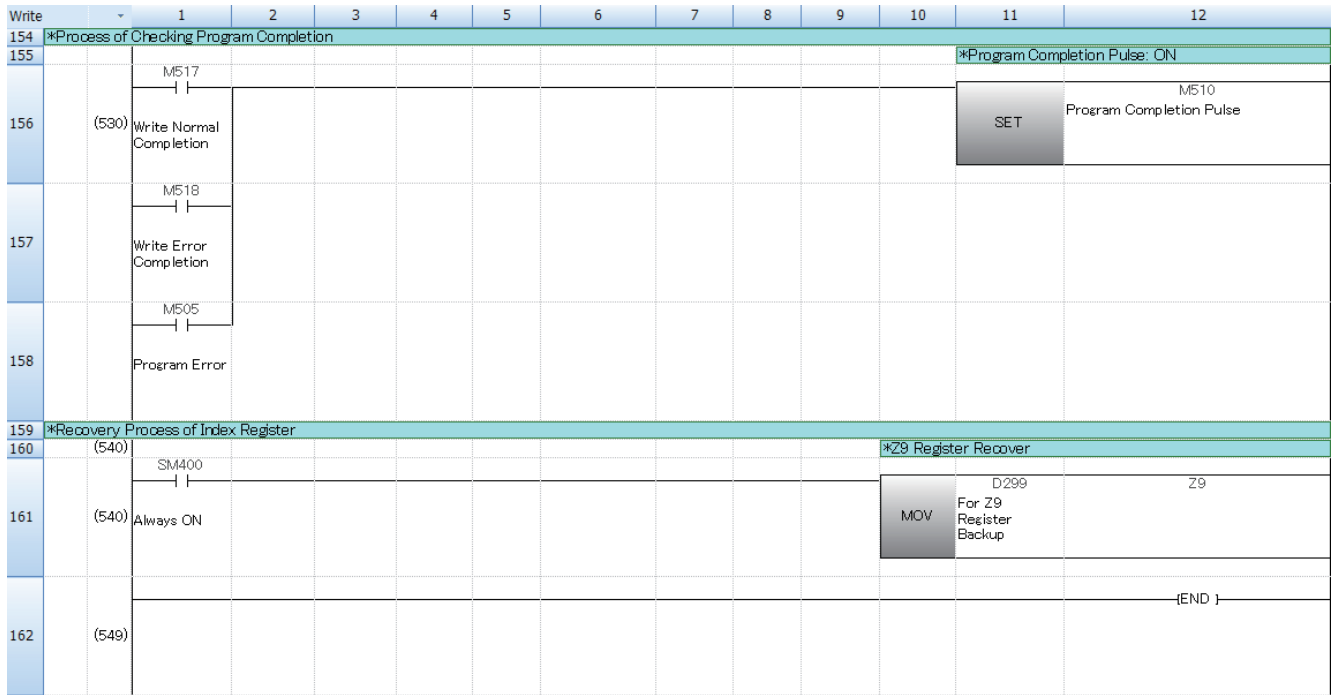 Write 1 2 3 4 5 6 7 8 9 10 11 12
154 *Process of Checking Program Completion
155 *Program Completion Pulse: ON
M517
M510
156 (530) Write Normal
Completion
SET
Program Completion Pulse
M518
157 Write Error
Completion
M505
158 Program Error
159 *Recovery Process of Index Register
160 (540) *Z9 Register Recover
SM400
D299 Z9
161 (540) Always ON
MOV
For Z9
Register
Backup
END
162 (549)